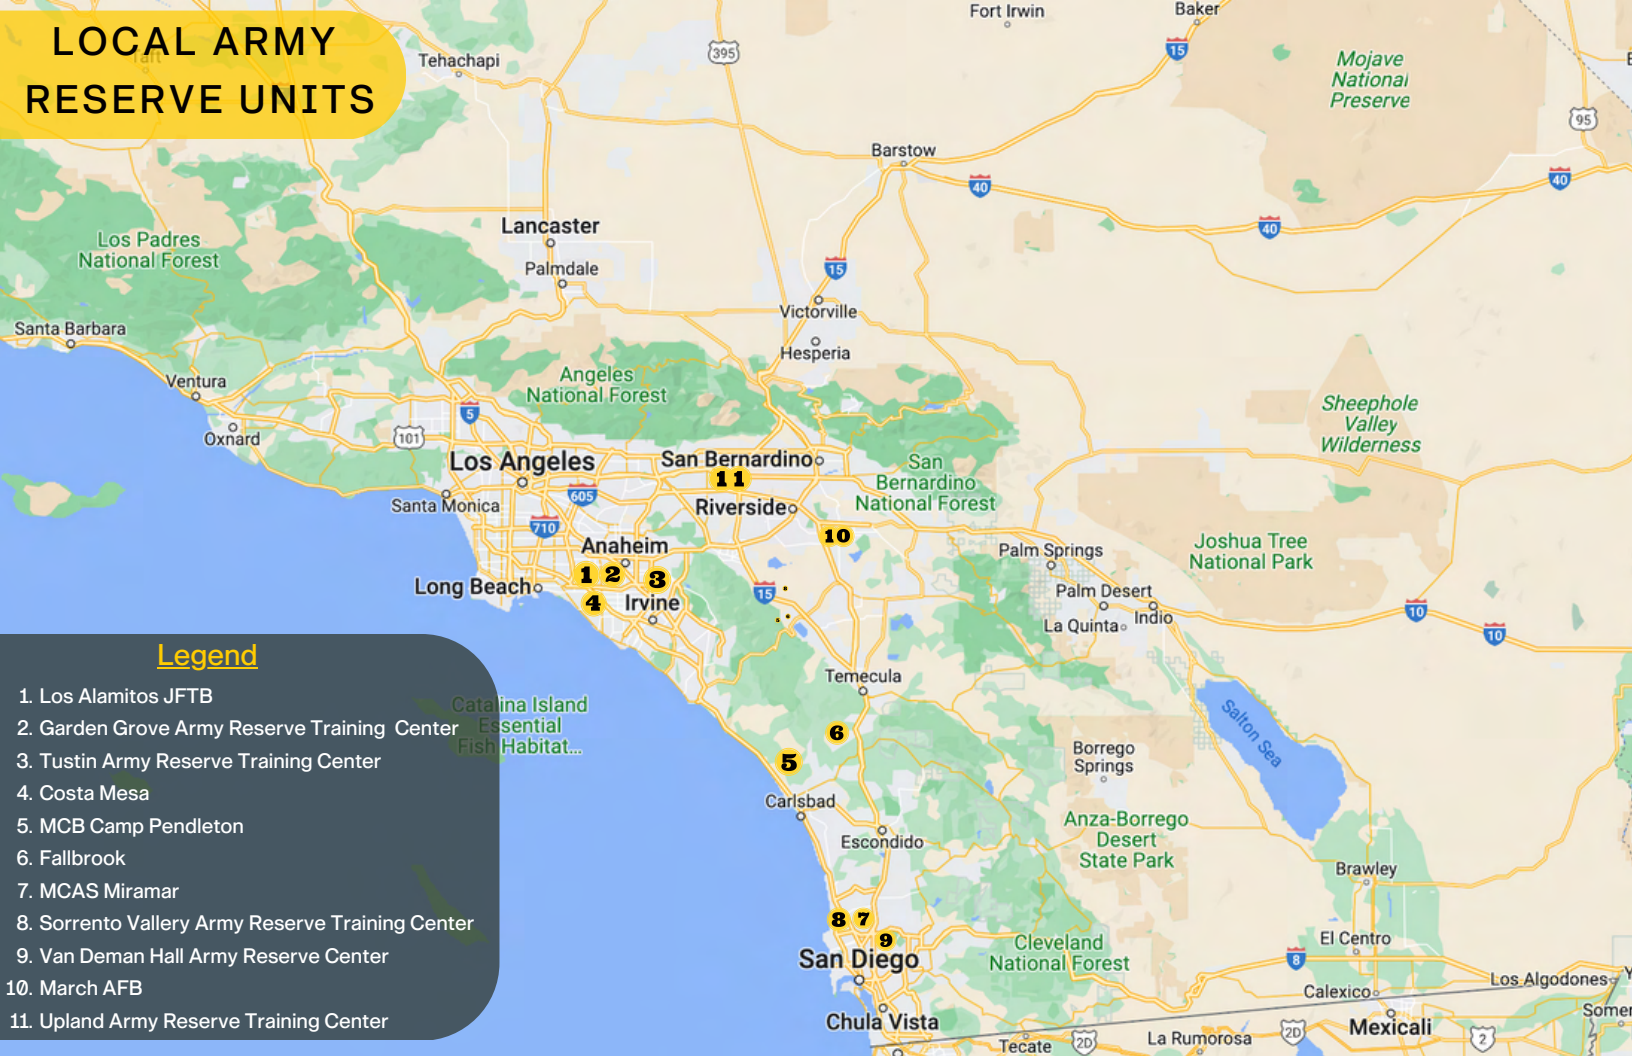 LOCAL ARMY
RESERVE UNITS
Taft
Tehachapi
395
Fort Irwin
Baker
15
Mojave
National
Preserve
95
Barstow
40
40
40
Lancaster
Palmdale
15
Victorville
Hesperia
Los Padres
National Forest
Santa Barbara
Ventura
Oxnard
101
5
Angeles
National Forest
Sheephole
Valley
Wilderness
Los Angeles
San Bernardino
11
San
Bernardino
National Forest
Santa Monica
605
710
Riverside
10
Anaheim
Palm Springs
Joshua Tree
National Park
Long Beach
1
2
3
4
Irvine
15
Palm Desert
La Quinta
Indio
10
10
Temecula
Salton Sea
6
5
Borrego
Springs
Carlsbad
Escondido
Anza-Borrego
Desert
State Park
Brawley
8
7
9
San Diego
Cleveland
National Forest
El Centro
8
Los Algodones
Calexico
Chula Vista
Mexicali
Tecate
2D
La Rumorosa
2D
2
Somer
Catalina Island
Essential
Fish Habitat...
Legend
1. Los Alamitos JFTB
2. Garden Grove Army Reserve Training Center
3. Tustin Army Reserve Training Center
4. Costa Mesa
5. MCB Camp Pendleton
6. Fallbrook
7. MCAS Miramar
8. Sorrento Vallery Army Reserve Training Center
9. Van Deman Hall Army Reserve Center
10. March AFB
11. Upland Army Reserve Training Center